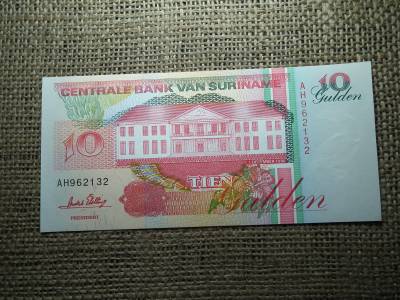 CENTRALE BANK VAN SURINAME
10
Gulden
AH962132
10
AH962132
TIEN
Gulden
PRESIDENT